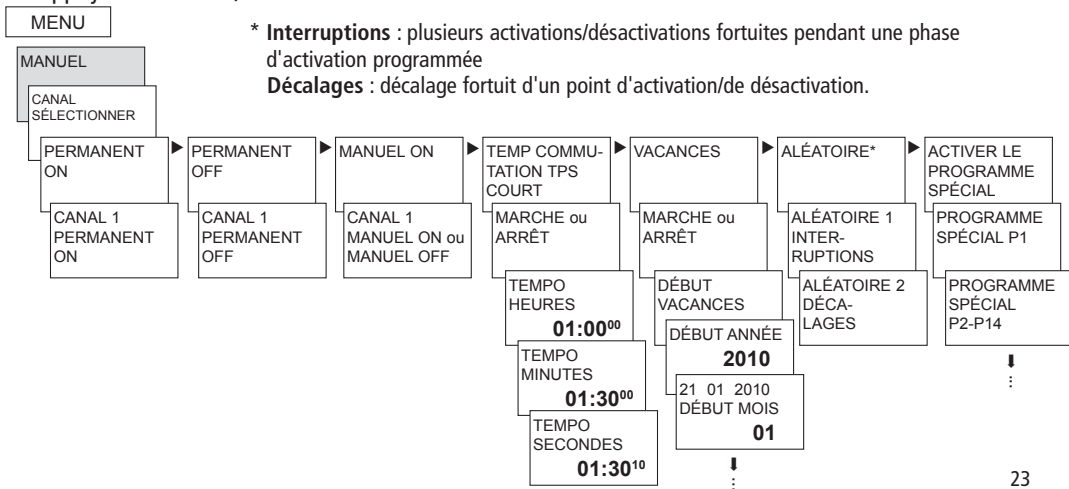 MENU
* Interruptions : plusieurs activations/désactivations fortuites pendant une phase
d'activation programmée
Décalages : décalage fortuit d'un point d'activation/de désactivation.
MANUEL
CANAL
SÉLECTIONNER
PERMANENT
ON
CANAL 1
PERMANENT
ON
PERMANENT
OFF
CANAL 1
PERMANENT
OFF
MANUEL ON
CANAL 1
MANUEL ON ou
MANUEL OFF
TEMP COMMU-
TATION TPS
COURT
MARCHE ou
ARRÊT
TEMPO
HEURES
01:00⁰⁰
TEMPO
MINUTES
01:30⁰⁰
TEMPO
SECONDES
01:30¹⁰
VACANCES
MARCHE ou
ARRÊT
DÉBUT
VACANCES
DÉBUT ANNÉE
2010
21 01 2010
DÉBUT MOIS
01
⋮
ALÉATOIRE*
ALÉATOIRE 1
INTER-
RUPTIONS
ALÉATOIRE 2
DÉCA-
LAGES
ACTIVER LE
PROGRAMME
SPÉCIAL
PROGRAMME
SPÉCIAL P1
PROGRAMME
SPÉCIAL
P2-P14
⋮
23